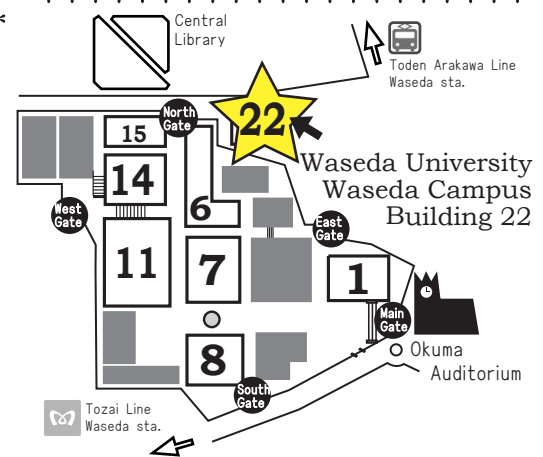 *
Central
Library
Toden Arakawa Line
Waseda sta.
North
Gate
15
22
14
Waseda University
Waseda Campus
Building 22
West
Gate
6
East
Gate
11
7
1
Main
Gate
8
Okuma
Auditorium
South
Gate
Tozai Line
Waseda sta.